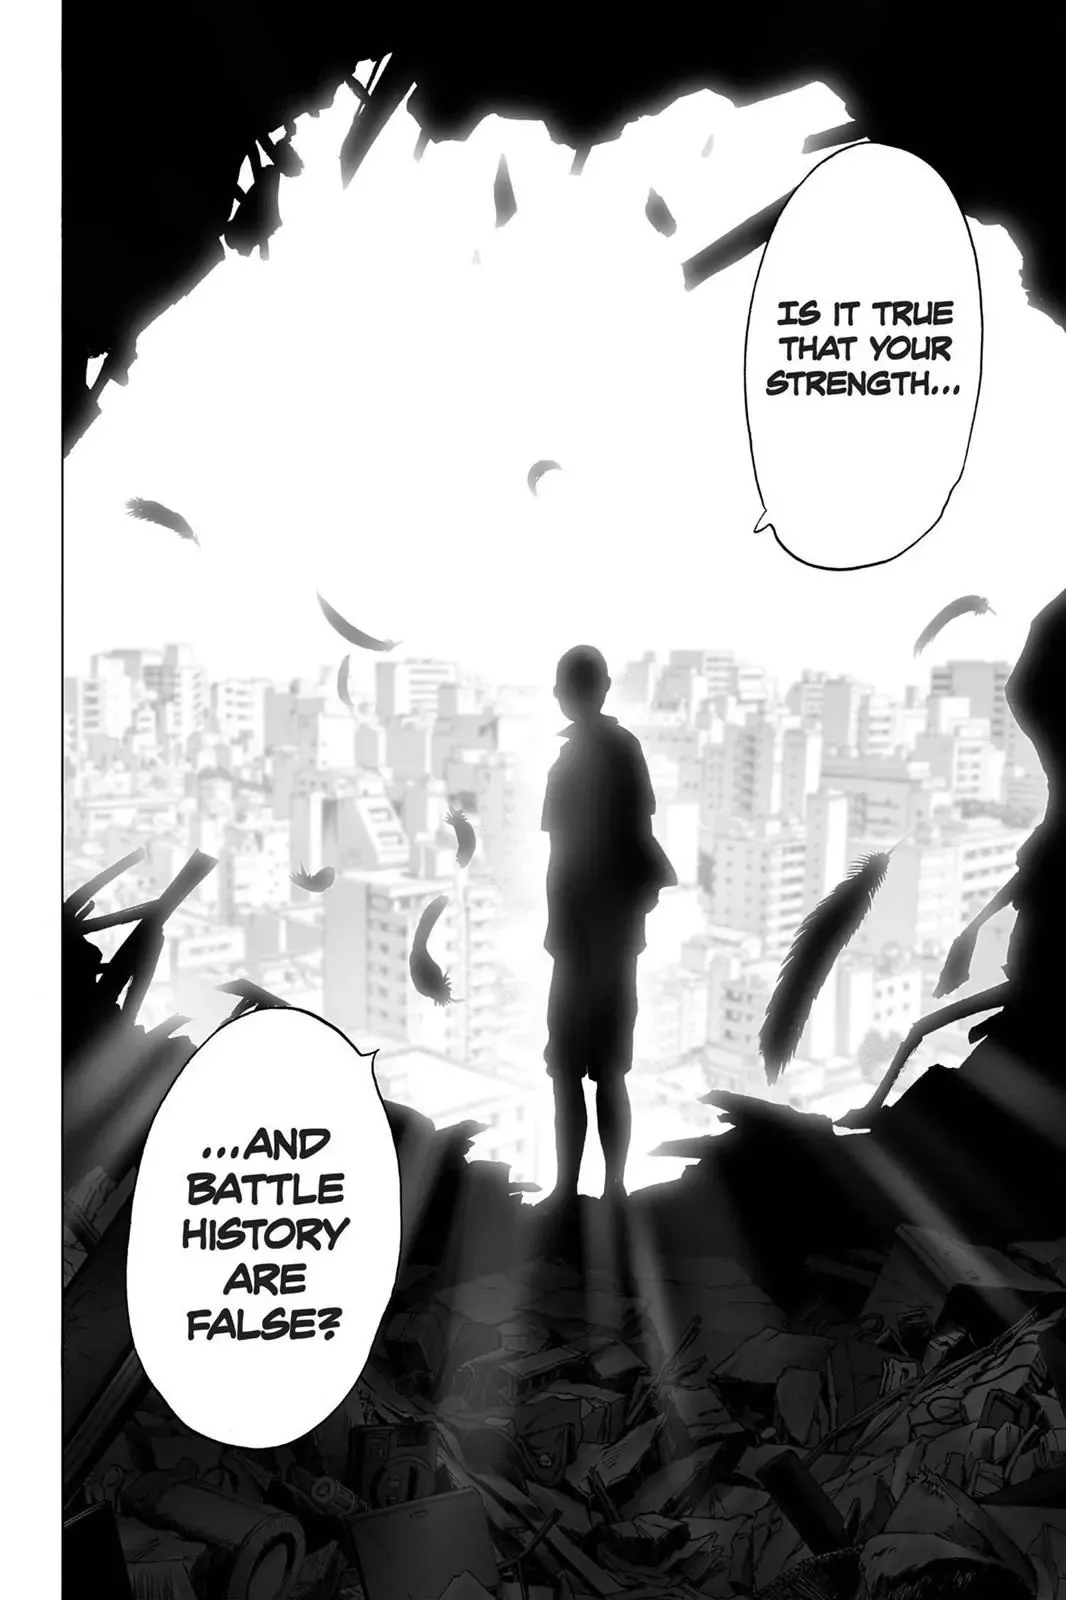 IS IT TRUE
THAT YOUR
STRENGTH...
...AND
BATTLE
HISTORY
ARE
FALSE?